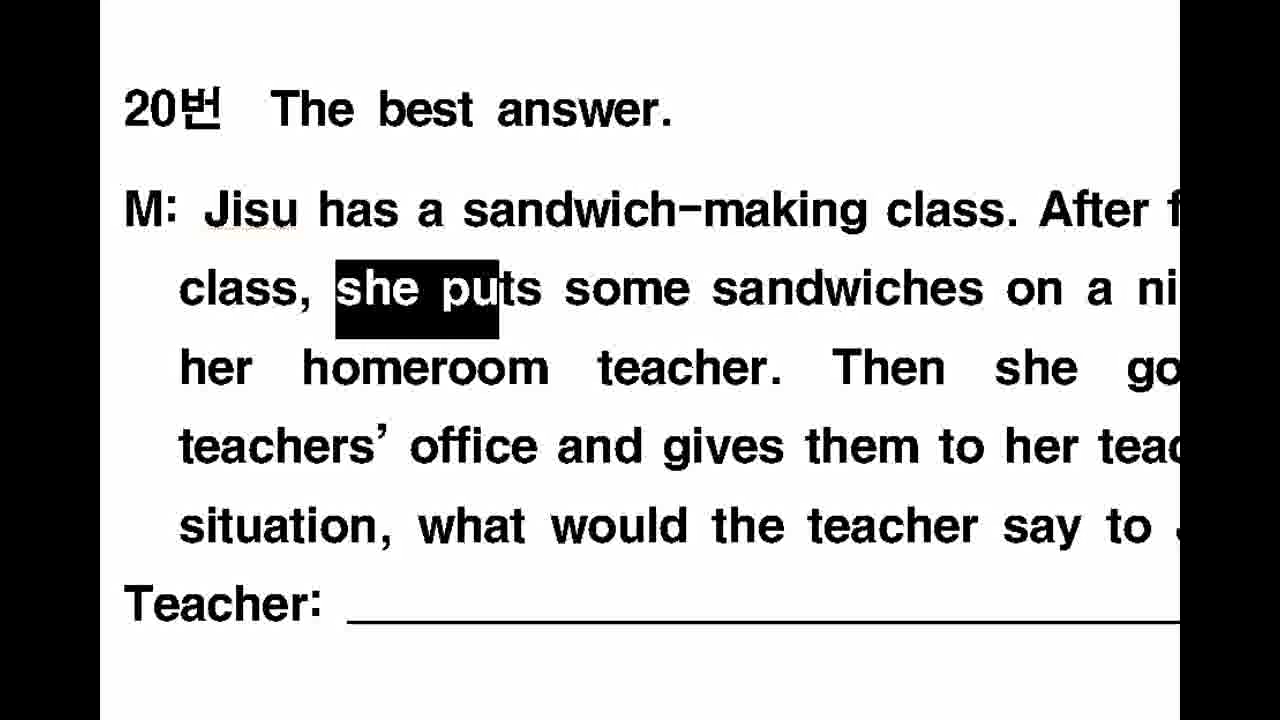 20번 The best answer.
M: Jisu has a sandwich-making class. After
class, she puts some sandwiches on a
her homeroom teacher. Then she
teachers' office and gives them to her
situation, what would the teacher say to
Teacher: